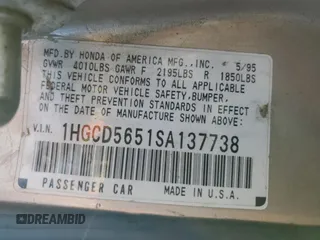 MFD.BY HONDA OF AMERICA MFG.,INC. 5/95
GVWR 4010LBS GAWR F 2195LBS R 1850LBS
THIS VEHICLE CONFORMS TO ALL APPLICABLE
FEDERAL MOTOR VEHICLE SAFETY,BUMPER,
AND THEFT PREVENTION STANDARDS IN EFFECT
ON THE DATE OF MANUFACTURE SHOWN ABOVE.
V.I.N. 1HGCD5651SA137738
PASSENGER CAR MADE IN U.S.A.
DREAMBID